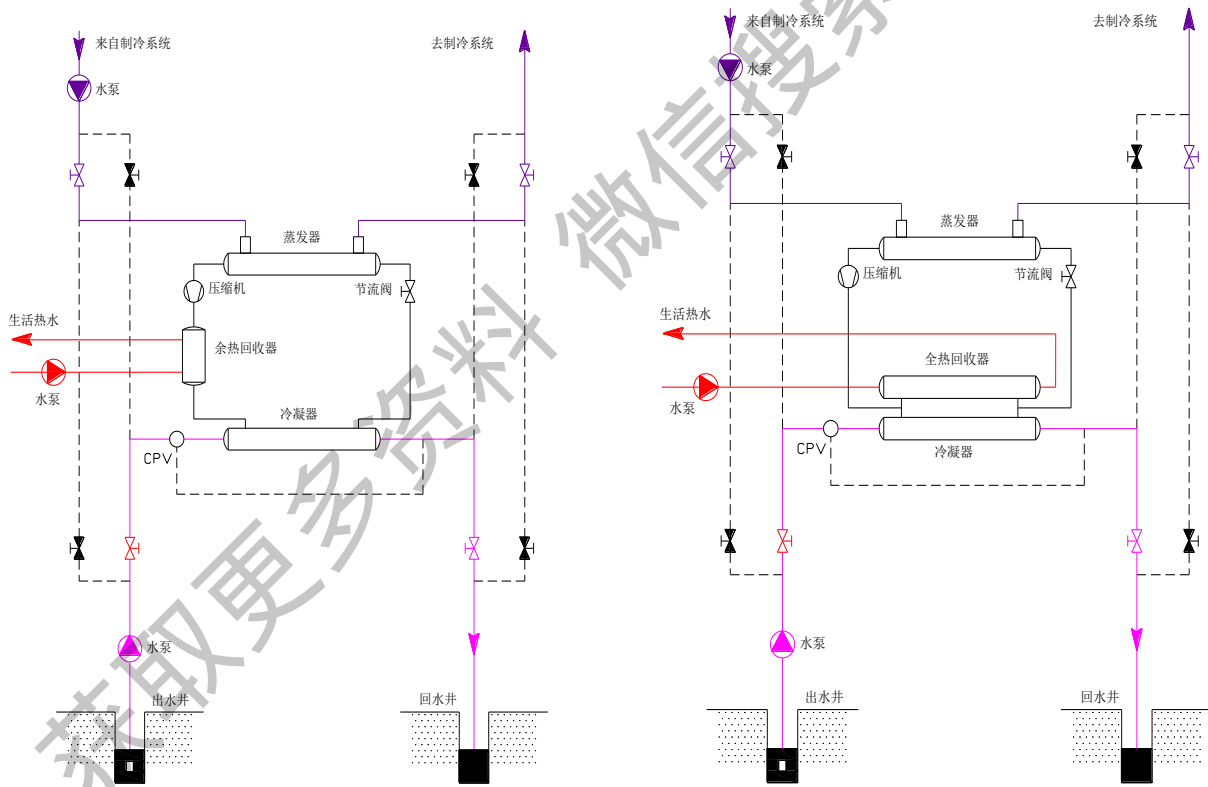 来自制冷系统
去制冷系统
水泵
蒸发器
压缩机
节流阀
生活热水
余热回收器
水泵
冷凝器
CPV
水泵
出水井
回水井
来自制冷系统
去制冷系统
水泵
蒸发器
压缩机
节流阀
生活热水
全热回收器
水泵
CPV
冷凝器
水泵
出水井
回水井
获取更多资料 微信搜索